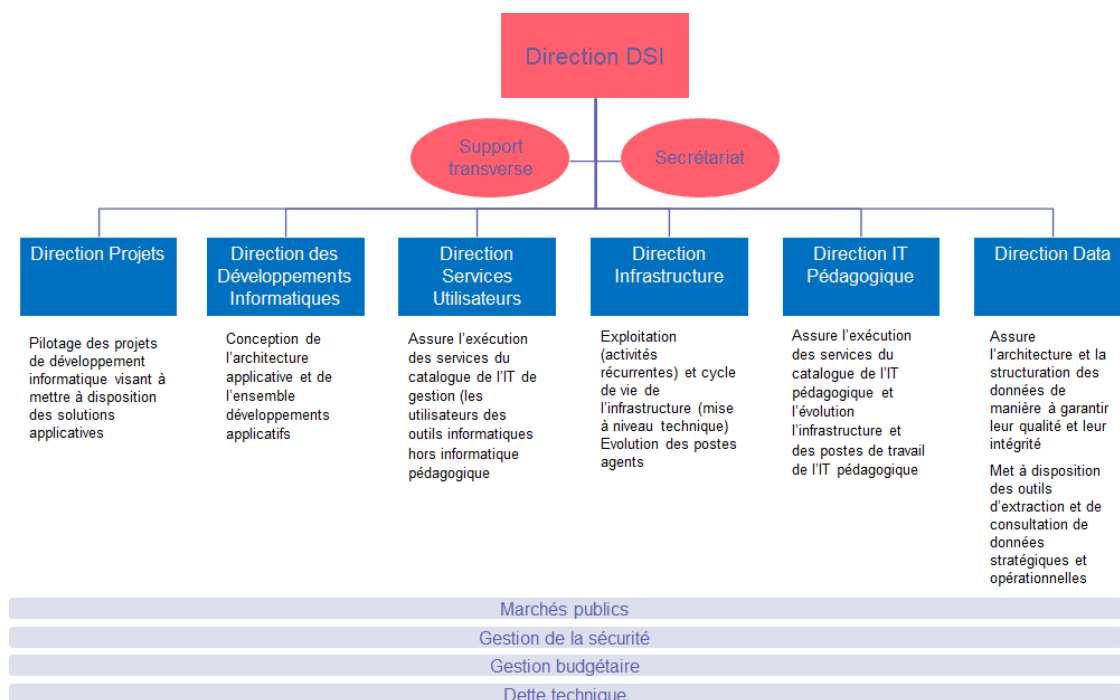 Direction DSI
Support
transverse
Secrétariat
Direction Projets
Direction des
Développements
Informatiques
Direction
Services
Utilisateurs
Direction
Infrastructure
Direction IT
Pédagogique
Direction Data
Pilotage des projets
de développement
informatique visant à
mettre à disposition
des solutions
applicatives
Conception de
l'architecture
applicative et de
l'ensemble
développements
applicatifs
Assure l'exécution
des services du
catalogue de l'IT de
gestion (les
utilisateurs des
outils informatiques
hors informatique
pédagogique
Exploitation
(activités
récurrentes) et cycle
de vie de
l'infrastructure (mise
à niveau technique)
Evolution des postes
agents
Assure l'exécution
des services du
catalogue de l'IT
pédagogique et
l'évolution
l'infrastructure et
des postes de travail
de l'IT pédagogique
Assure
l'architecture et la
structuration des
données de
manière à garantir
leur qualité et leur
intégrité
Met à disposition
des outils
d'extraction et de
consultation de
données
stratégiques et
opérationnelles
Marchés publics
Gestion de la sécurité
Gestion budgétaire
Dette technique